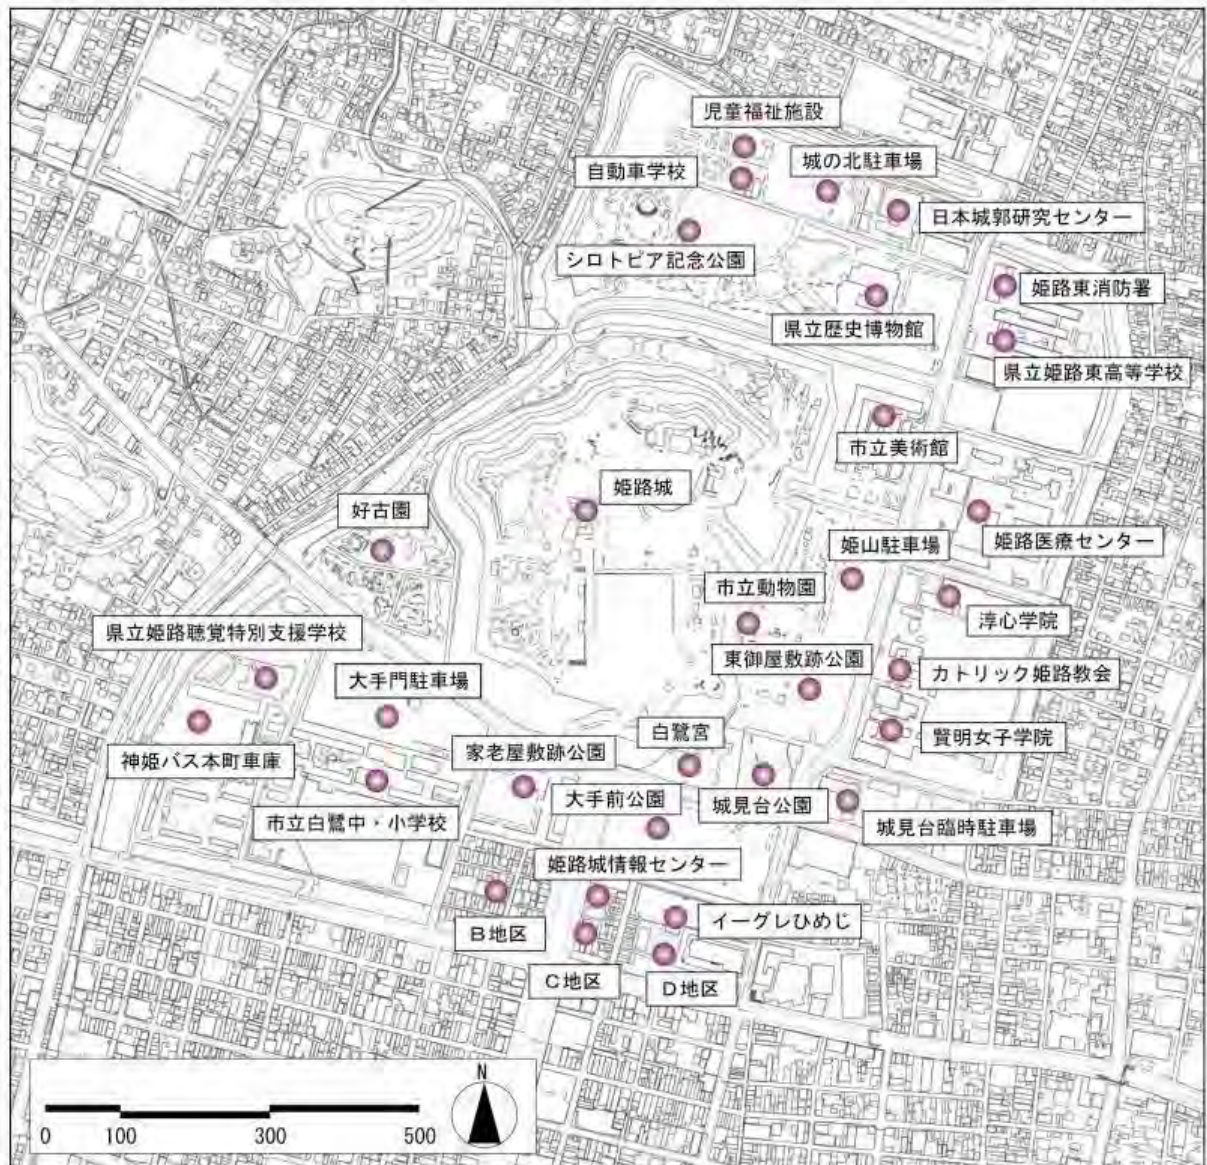 児童福祉施設
自動車学校
城の北駐車場
日本城郭研究センター
シロトピア記念公園
姫路東消防署
県立歴史博物館
県立姫路東高等学校
市立美術館
姫路城
好古園
姫路医療センター
姫山駐車場
市立動物園
淳心学院
県立姫路聴覚特別支援学校
東御屋敷跡公園
カトリック姫路教会
大手門駐車場
白鷺宮
賢明女子学院
神姫バス本町車庫
家老屋敷跡公園
大手前公園
城見台公園
市立白鷺中・小学校
城見台臨時駐車場
姫路城情報センター
イーグレひめじ
B地区
C地区
D地区
N
0 100 300 500